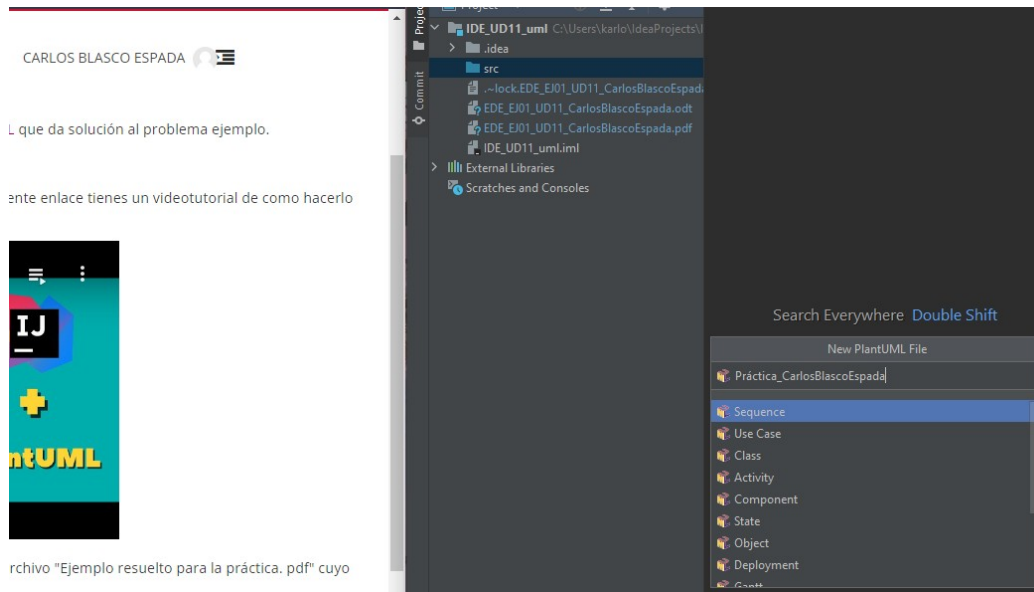 CARLOS BLASCO ESPADA
L que da solución al problema ejemplo.
ente enlace tienes un videotutorial de como hacerlo
IJ
+
ntUML
rchivo "Ejemplo resuelto para la práctica. pdf" cuyo
Project
Commit
Project
IDE_UD11_uml C:\Users\karlo\IdeaProjects\I
.idea
src
.~lock.EDE_EJ01_UD11_CarlosBlascoEspad
EDE_EJ01_UD11_CarlosBlascoEspada.odt
EDE_EJ01_UD11_CarlosBlascoEspada.pdf
IDE_UD11_uml.iml
External Libraries
Scratches and Consoles
Search Everywhere Double Shift
New PlantUML File
Práctica_CarlosBlascoEspada
Sequence
Use Case
Class
Activity
Component
State
Object
Deployment
Gantt